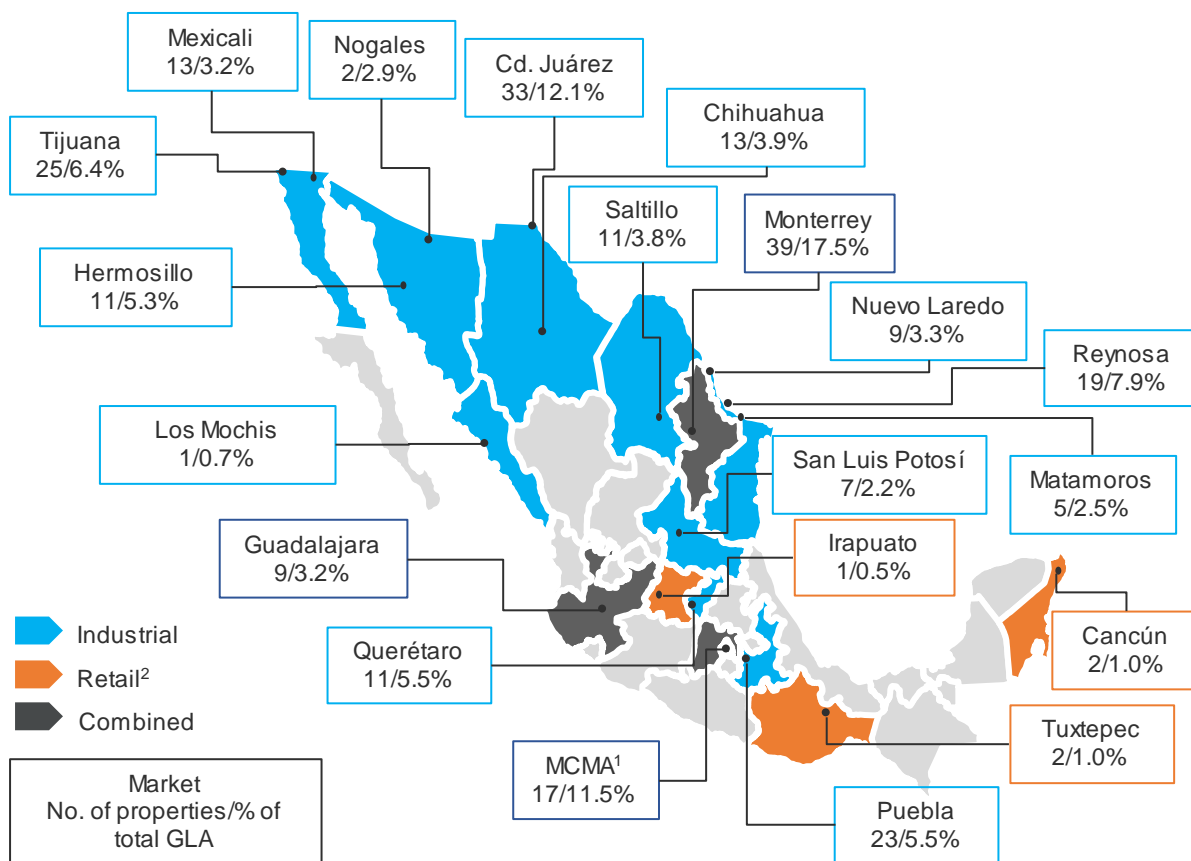 Mexicali
13/3.2%
Nogales
2/2.9%
Cd. Juárez
33/12.1%
Chihuahua
13/3.9%
Tijuana
25/6.4%
Saltillo
11/3.8%
Monterrey
39/17.5%
Hermosillo
11/5.3%
Nuevo Laredo
9/3.3%
Reynosa
19/7.9%
Los Mochis
1/0.7%
San Luis Potosí
7/2.2%
Matamoros
5/2.5%
Guadalajara
9/3.2%
Irapuato
1/0.5%
Industrial
Retail²
Combined
Querétaro
11/5.5%
Cancún
2/1.0%
Tuxtepec
2/1.0%
MCMA¹
17/11.5%
Puebla
23/5.5%
Market
No. of properties/% of
total GLA